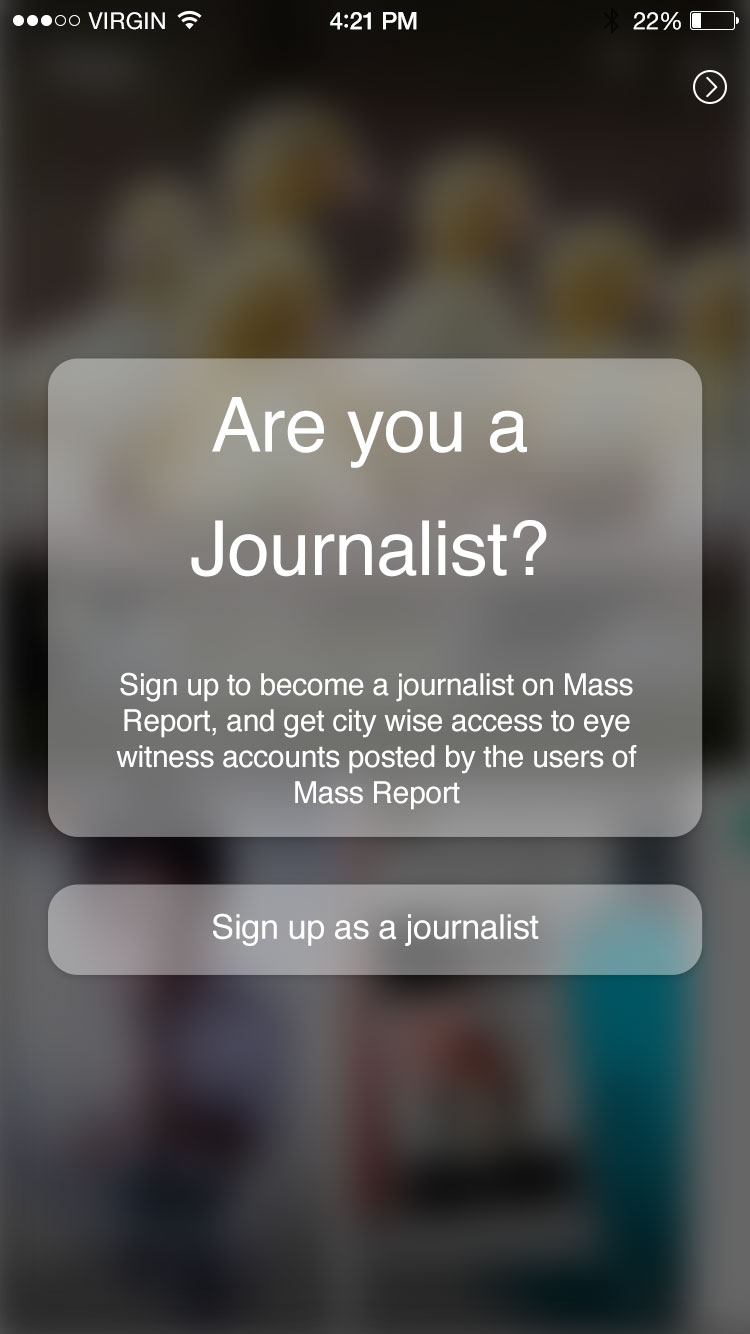 VIRGIN 4:21 PM 22%
Are you a
Journalist?
Sign up to become a journalist on Mass
Report, and get city wise access to eye
witness accounts posted by the users of
Mass Report
Sign up as a journalist